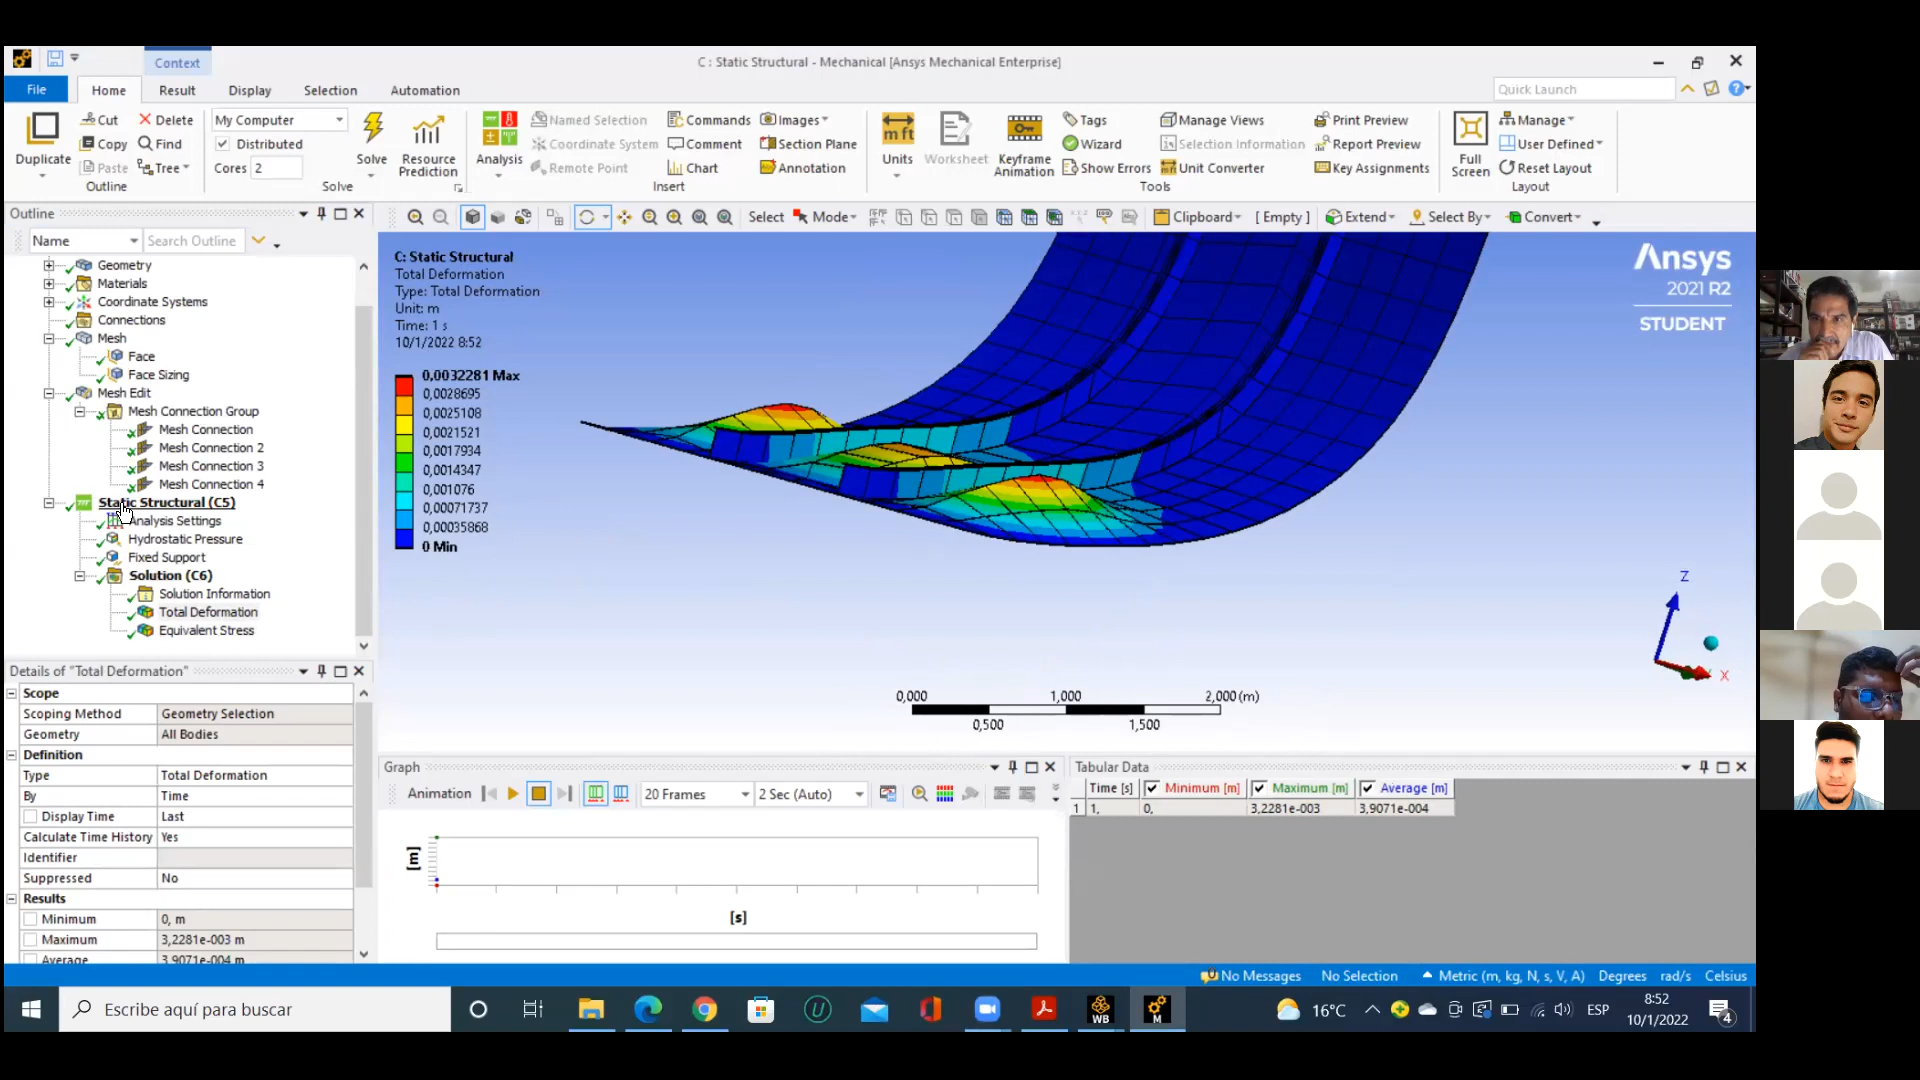 Context
C : Static Structural - Mechanical [Ansys Mechanical Enterprise]
File Home Result Display Selection Automation
Quick Launch
Duplicate
Cut
Copy
Paste
Delete
Find
Tree
Outline
My Computer
Distributed
Cores 2
Solve
Resource Prediction
Solve
Analysis
Named Selection
Coordinate System
Remote Point
Commands
Comment
Chart
Images
Section Plane
Annotation
Insert
Units
Worksheet
Keyframe Animation
Tags
Wizard
Show Errors
Manage Views
Selection Information
Unit Converter
Print Preview
Report Preview
Key Assignments
Tools
Full Screen
Manage
User Defined
Reset Layout
Layout
Outline
Name
Search Outline
Select Mode Clipboard [ Empty ] Extend Select By Convert
Geometry
Materials
Coordinate Systems
Connections
Mesh
Face
Face Sizing
Mesh Edit
Mesh Connection Group
Mesh Connection
Mesh Connection 2
Mesh Connection 3
Mesh Connection 4
Static Structural (C5)
Analysis Settings
Hydrostatic Pressure
Fixed Support
Solution (C6)
Solution Information
Total Deformation
Equivalent Stress
C: Static Structural
Total Deformation
Type: Total Deformation
Unit: m
Time: 1 s
10/1/2022 8:52
0,0032281 Max
0,0028695
0,0025108
0,0021521
0,0017934
0,0014347
0,001076
0,00071737
0,00035868
0 Min
Ansys
2021 R2
STUDENT
Z
X
0,000 1,000 2,000 (m)
0,500 1,500
Details of "Total Deformation"
Scope
Scoping Method Geometry Selection
Geometry All Bodies
Definition
Type Total Deformation
By Time
Display Time Last
Calculate Time History Yes
Identifier
Suppressed No
Results
Minimum 0, m
Maximum 3,2281e-003 m
Average 3,9071e-004 m
Graph
Animation 20 Frames 2 Sec (Auto)
[m]
[s]
Tabular Data
Time [s] Minimum [m] Maximum [m] Average [m]
1 1, 0, 3,2281e-003 3,9071e-004
No Messages No Selection Metric (m, kg, N, s, V, A) Degrees rad/s Celsius
Escribe aquí para buscar
WB
M
16°C
ESP
8:52
10/1/2022
4